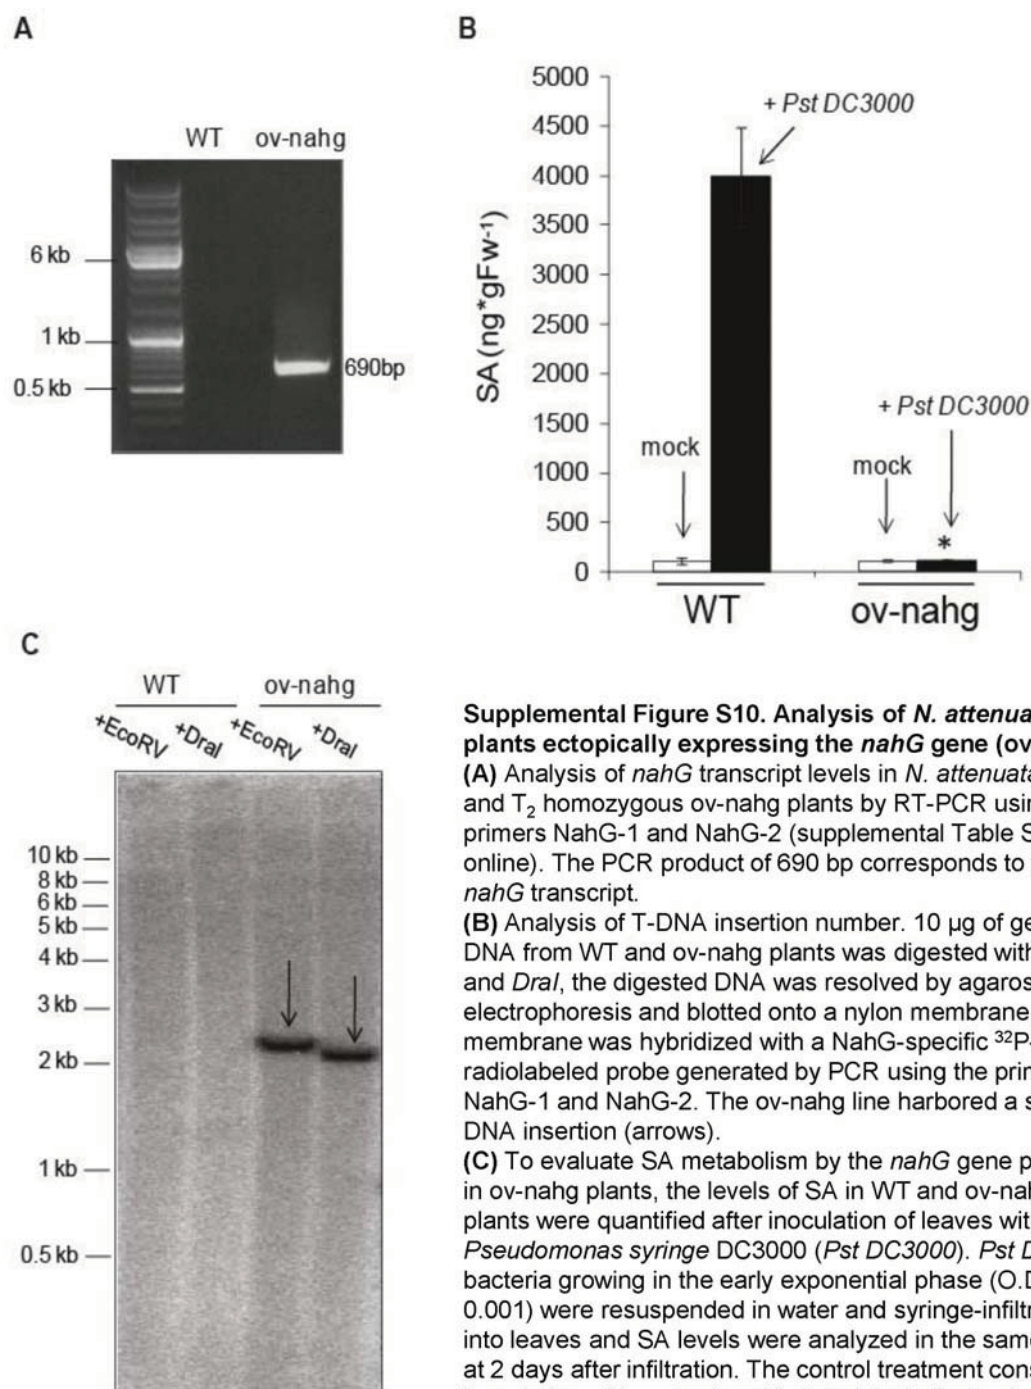 A
WT ov-nahg
6 kb
1 kb
0.5 kb
690bp
B
5000
4500
4000
3500
3000
2500
2000
1500
1000
500
0
SA (ng*gFw-1)
+ Pst DC3000
mock
+ Pst DC3000
mock
*
WT ov-nahg
C
WT ov-nahg
+EcoRV +DraI +EcoRV +DraI
10 kb
8 kb
6 kb
5 kb
4 kb
3 kb
2 kb
1 kb
0.5 kb
Supplemental Figure S10. Analysis of N. attenua
plants ectopically expressing the nahG gene (ov
(A) Analysis of nahG transcript levels in N. attenuata
and T2 homozygous ov-nahg plants by RT-PCR usin
primers NahG-1 and NahG-2 (supplemental Table S
online). The PCR product of 690 bp corresponds to
nahG transcript.
(B) Analysis of T-DNA insertion number. 10 µg of ge
DNA from WT and ov-nahg plants was digested with
and DraI, the digested DNA was resolved by agaros
electrophoresis and blotted onto a nylon membrane
membrane was hybridized with a NahG-specific 32P-
radiolabeled probe generated by PCR using the prin
NahG-1 and NahG-2. The ov-nahg line harbored a s
DNA insertion (arrows).
(C) To evaluate SA metabolism by the nahG gene p
in ov-nahg plants, the levels of SA in WT and ov-nah
plants were quantified after inoculation of leaves wit
Pseudomonas syringe DC3000 (Pst DC3000). Pst D
bacteria growing in the early exponential phase (O.D
0.001) were resuspended in water and syringe-infiltr
into leaves and SA levels were analyzed in the same
at 2 days after infiltration. The control treatment cons